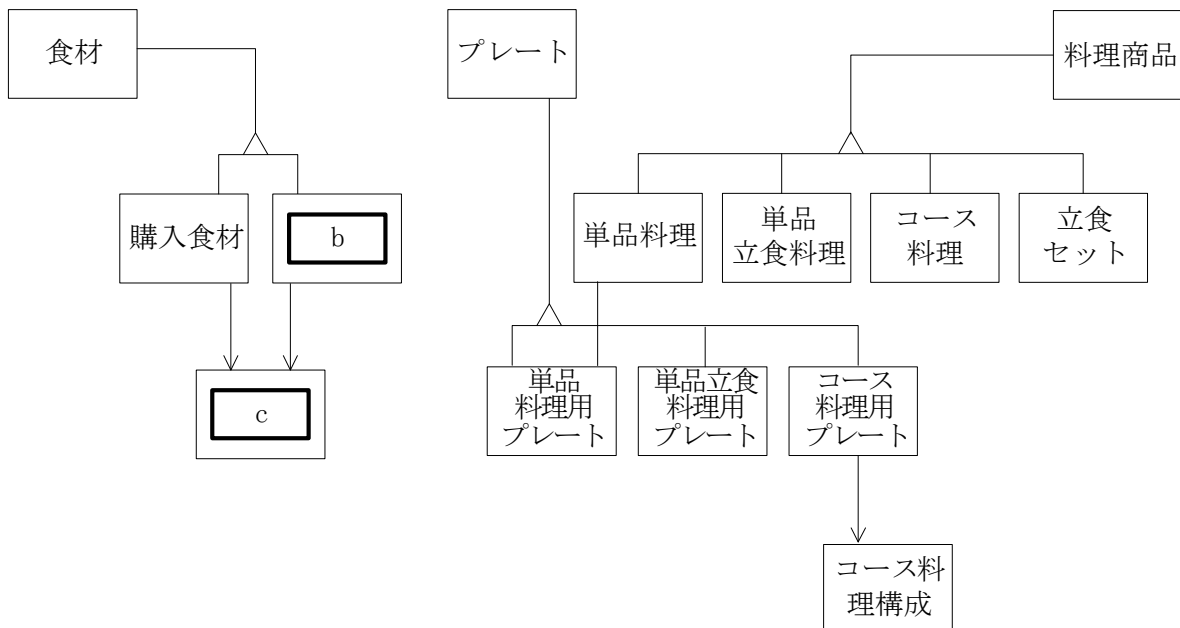 食材
プレート
料理商品
購入食材
b
単品料理
単品
立食料理
コース
料理
立食
セット
c
単品
料理用
プレート
単品立食
料理用
プレート
コース
料理用
プレート
コース料
理構成